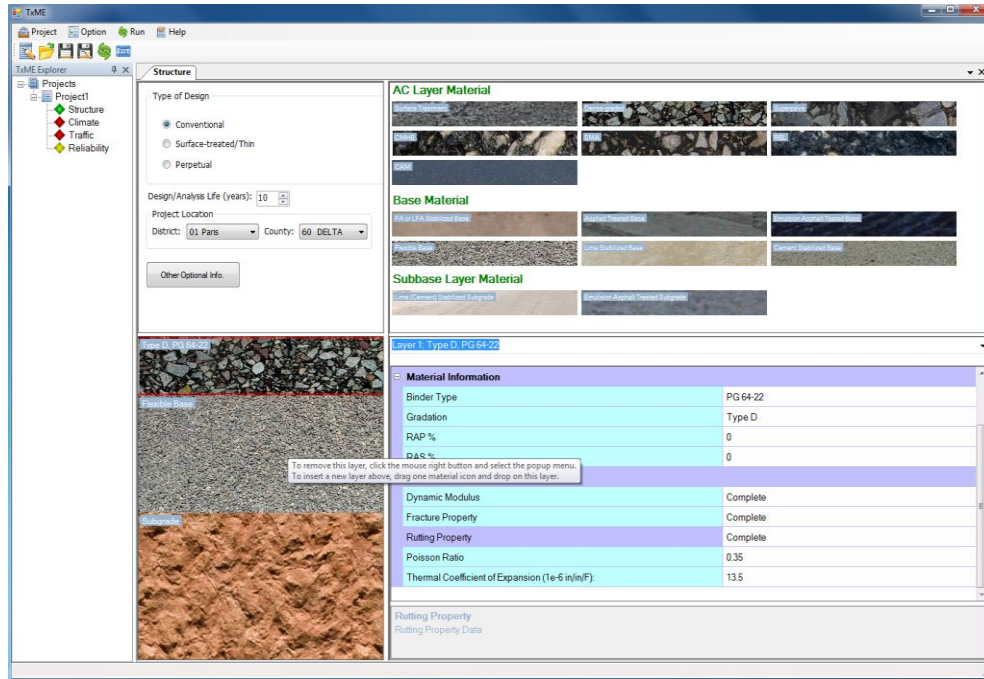 TxME
Project Option Run Help
TxME Explorer
Projects
Project1
Structure
Climate
Traffic
Reliability
Structure
Type of Design
Conventional
Surface-treated/Thin
Perpetual
Design/Analysis Life (years): 10
Project Location
District: 01 Paris County: 60 DELTA
Other Optional Info.
AC Layer Material
Surface Treatment Dense-graded Superpave
CMHB SMA RBL
CAM
Base Material
FA or LFA Stabilized Base Asphalt Treated Base Emulsion Asphalt Teated Base
Flexible Base Lime Stabilized Base Cement Stabilized Base
Subbase Layer Material
Lime (Cement) Stabilized Subgrade Emulsion Asphalt Treated Subgrade
Type D, PG 64-22
Flexible Base
To remove this layer, click the mouse right button and select the popup menu.
To insert a new layer above, drag one material icon and drop on this layer.
Subgrade
Layer 1: Type D, PG 64-22
Material Information
Binder Type PG 64-22
Gradation Type D
RAP % 0
RAS % 0
Dynamic Modulus Complete
Fracture Property Complete
Rutting Property Complete
Poisson Ratio 0.35
Thermal Coefficient of Expansion (1e-6 in/in/F): 13.5
Rutting Property
Rutting Property Data